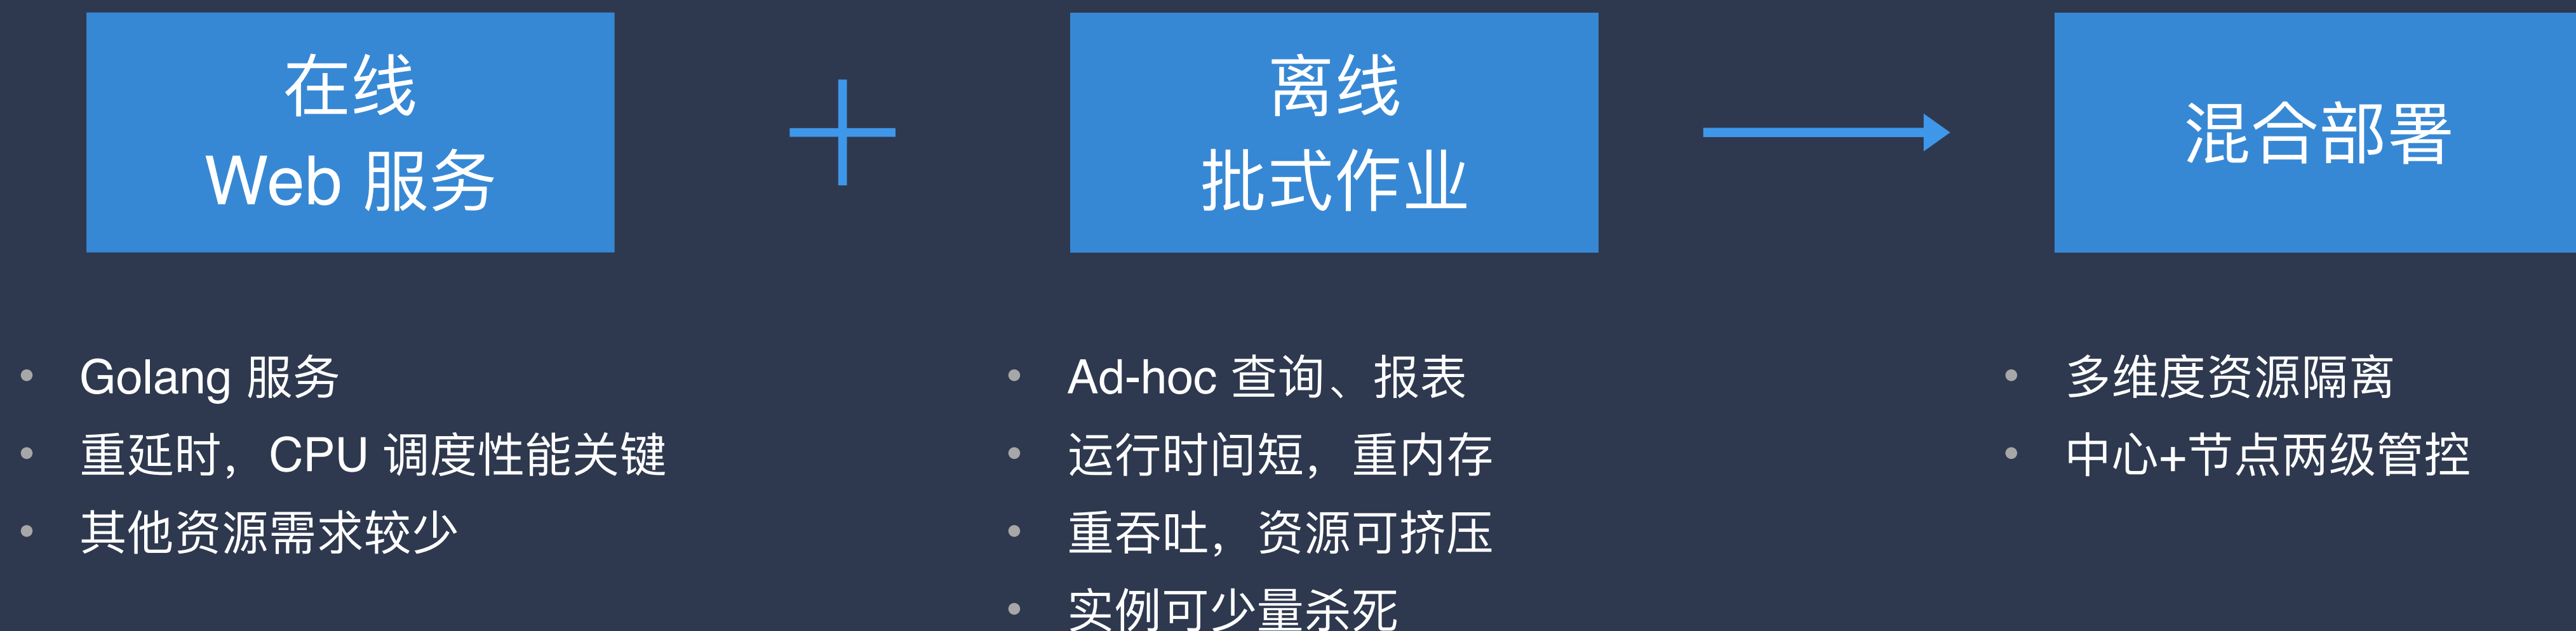 在线
Web 服务
离线
批式作业
混合部署
Golang 服务
重延时，CPU 调度性能关键
其他资源需求较少
Ad-hoc 查询、报表
运行时间短，重内存
重吞吐，资源可挤压
实例可少量杀死
多维度资源隔离
中心+节点两级管控